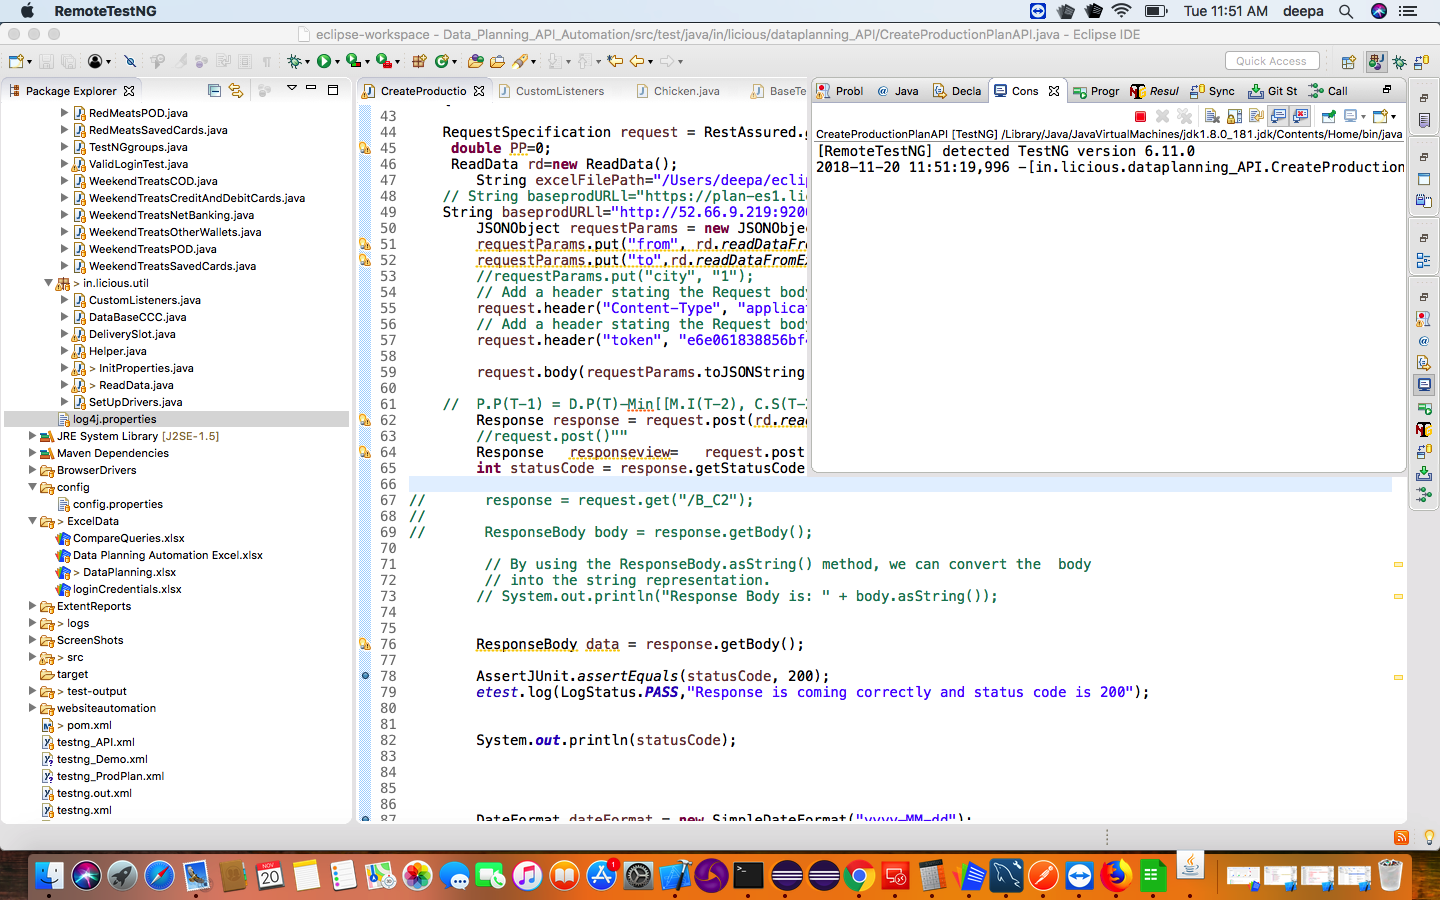 RemoteTestNG
Tue 11:51 AM deepa
eclipse-workspace - Data_Planning_API_Automation/src/test/java/in/licious/dataplanning_API/CreateProductionPlanAPI.java - Eclipse IDE
Quick Access
Package Explorer
RedMeatsPOD.java
RedMeatsSavedCards.java
TestNGgroups.java
ValidLoginTest.java
WeekendTreatsCOD.java
WeekendTreatsCreditAndDebitCards.java
WeekendTreatsNetBanking.java
WeekendTreatsOtherWallets.java
WeekendTreatsPOD.java
WeekendTreatsSavedCards.java
> in.licious.util
CustomListeners.java
DataBaseCCC.java
DeliverySlot.java
Helper.java
> InitProperties.java
> ReadData.java
SetUpDrivers.java
log4j.properties
JRE System Library [J2SE-1.5]
Maven Dependencies
BrowserDrivers
config
config.properties
> ExcelData
CompareQueries.xlsx
Data Planning Automation Excel.xlsx
> DataPlanning.xlsx
loginCredentials.xlsx
ExtentReports
> logs
ScreenShots
> src
target
> test-output
websiteautomation
> pom.xml
testng_API.xml
testng_Demo.xml
testng_ProdPlan.xml
testng.out.xml
testng.xml
CreateProductio CustomListeners Chicken.java BaseTe
43
44 RequestSpecification request = RestAssured.
45 double PP=0;
46 ReadData rd=new ReadData();
47 String excelFilePath="/Users/deepa/ecli
48 // String baseprodURLl="https://plan-es1.li
49 String baseprodURLl="http://52.66.9.219:920
50 JSONObject requestParams = new JSONObje
51 requestParams.put("from", rd.readDataFro
52 requestParams.put("to",rd.readDataFromEx
53 //requestParams.put("city", "1");
54 // Add a header stating the Request body
55 request.header("Content-Type", "applicat
56 // Add a header stating the Request body
57 request.header("token", "e6e061838856bf
58
59 request.body(requestParams.toJSONString
60
61 // P.P(T-1) = D.P(T)-Min[[M.I(T-2), C.S(T-
62 Response response = request.post(rd.rea
63 //request.post()""
64 Response responseview= request.post
65 int statusCode = response.getStatusCode
66
67 // response = request.get("/B_C2");
68 //
69 // ResponseBody body = response.getBody();
70
71 // By using the ResponseBody.asString() method, we can convert the body
72 // into the string representation.
73 // System.out.println("Response Body is: " + body.asString());
74
75
76 ResponseBody data = response.getBody();
77
78 AssertJUnit.assertEquals(statusCode, 200);
79 etest.log(LogStatus.PASS,"Response is coming correctly and status code is 200");
80
81
82 System.out.println(statusCode);
83
84
85
86
87 DateFormat dateFormat = new SimpleDateFormat("yyyy-MM-dd");
Probl Java Decla Cons Progr Resul Sync Git St Call
CreateProductionPlanAPI [TestNG] /Library/Java/JavaVirtualMachines/jdk1.8.0_181.jdk/Contents/Home/bin/java
[RemoteTestNG] detected TestNG version 6.11.0
2018-11-20 11:51:19,996 -[in.licious.dataplanning_API.CreateProduction
NOV
20
1